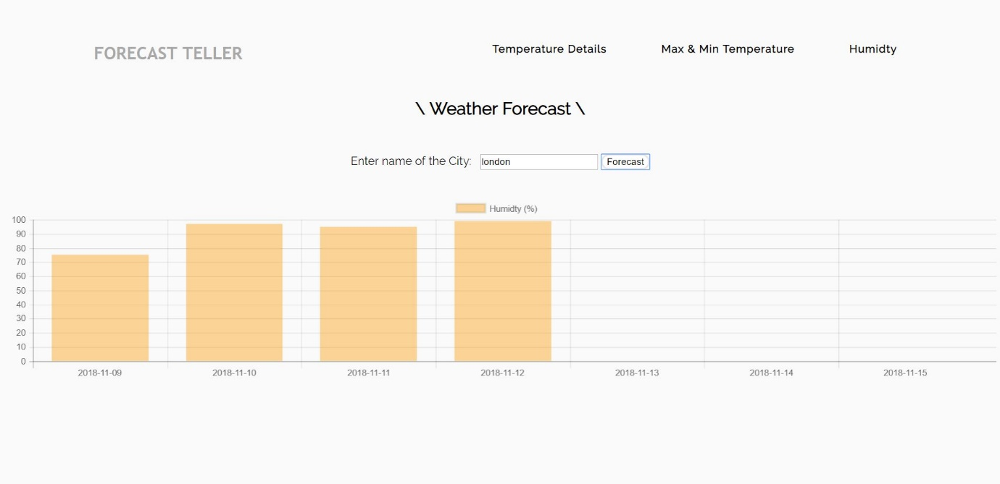 FORECAST TELLER
Temperature Details
Max & Min Temperature
Humidty
\ Weather Forecast \
Enter name of the City: london Forecast
Humidty (%)
100
90
80
70
60
50
40
30
20
10
0
2018-11-09 2018-11-10 2018-11-11 2018-11-12 2018-11-13 2018-11-14 2018-11-15